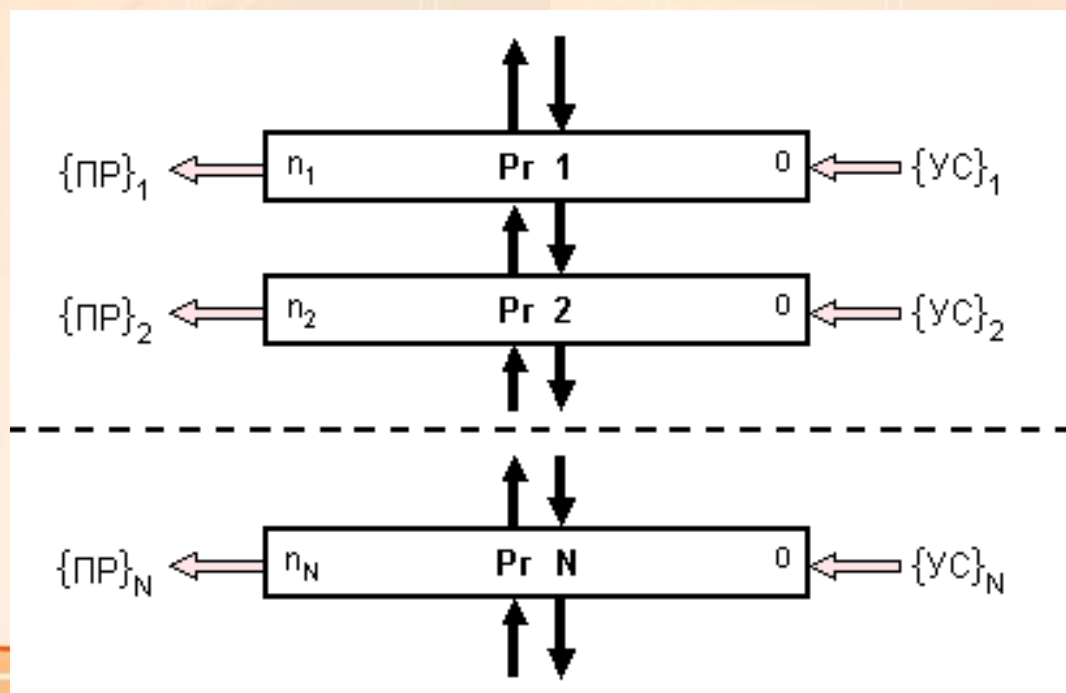 {ПР}₁ n₁ Pr 1 0 {УС}₁
{ПР}₂ n₂ Pr 2 0 {УС}₂
{ПР}N nN Pr N 0 {УС}N